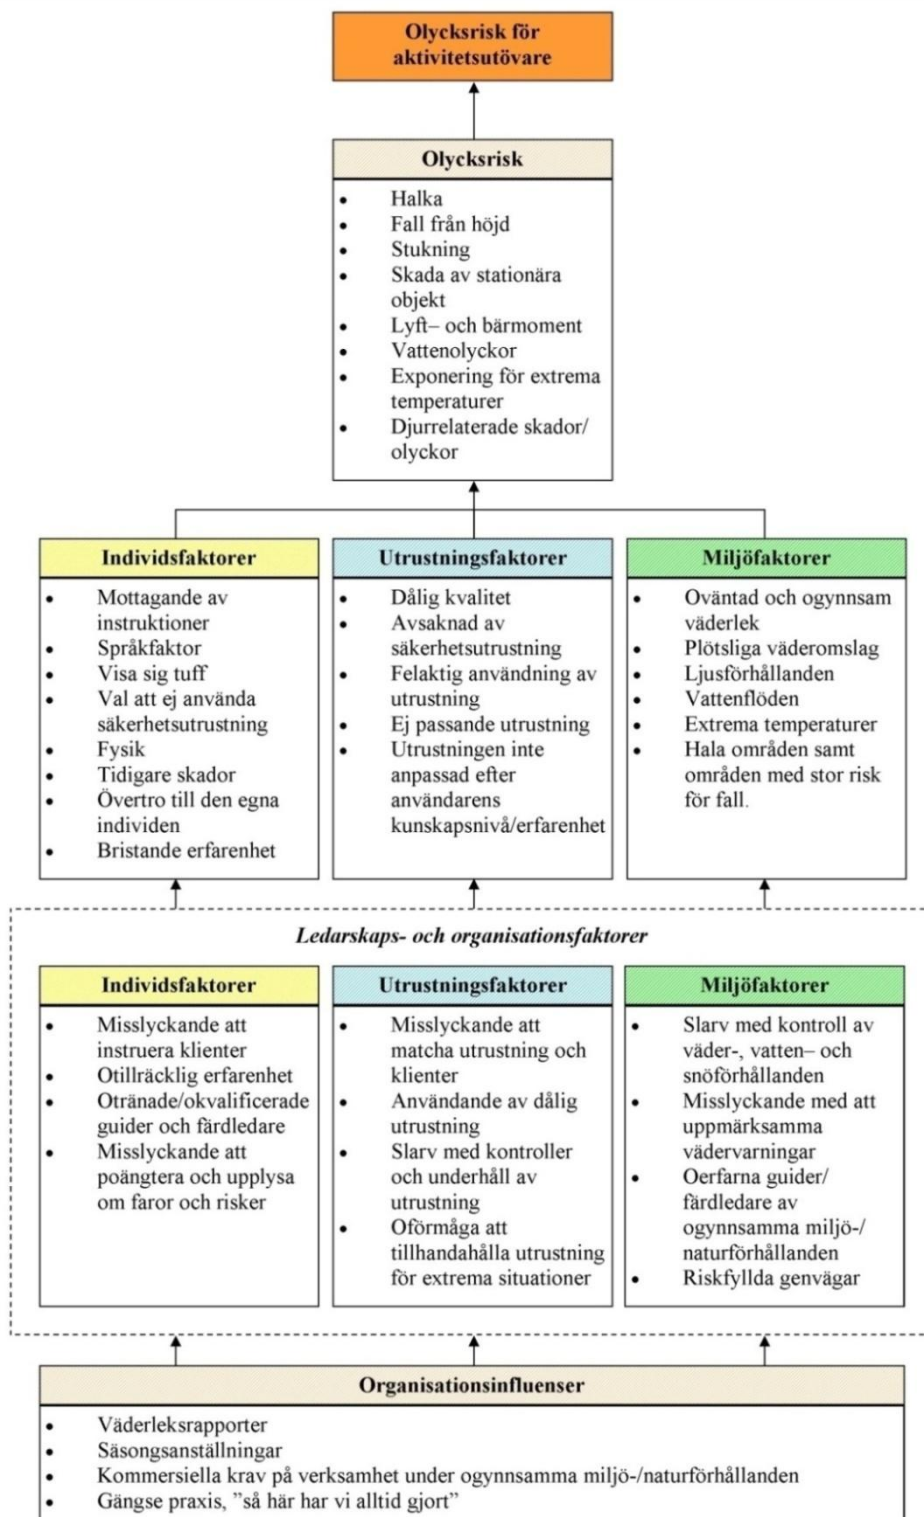 Olycksrisk för
aktivitetsutövare
Olycksrisk
• Halka
• Fall från höjd
• Stukning
• Skada av stationära
objekt
• Lyft– och bärmoment
• Vattenolyckor
• Exponering för extrema
temperaturer
• Djurrelaterade skador/
olyckor
Individsfaktorer
• Mottagande av
instruktioner
• Språkfaktor
• Visa sig tuff
• Val att ej använda
säkerhetsutrustning
• Fysik
• Tidigare skador
• Övertro till den egna
individen
• Bristande erfarenhet
Utrustningsfaktorer
• Dålig kvalitet
• Avsaknad av
säkerhetsutrustning
• Felaktig användning av
utrustning
• Ej passande utrustning
• Utrustningen inte
anpassad efter
användarens
kunskapsnivå/erfarenhet
Miljöfaktorer
• Oväntad och ogynnsam
väderlek
• Plötsliga väderomslag
• Ljusförhållanden
• Vattenflöden
• Extrema temperaturer
• Hala områden samt
områden med stor risk
för fall.
Ledarskaps- och organisationsfaktorer
Individsfaktorer
• Misslyckande att
instruera klienter
• Otillräcklig erfarenhet
• Otränade/okvalificerade
guider och färdledare
• Misslyckande att
poängtera och upplysa
om faror och risker
Utrustningsfaktorer
• Misslyckande att
matcha utrustning och
klienter
• Användande av dålig
utrustning
• Slarv med kontroller
och underhåll av
utrustning
• Oförmåga att
tillhandahålla utrustning
för extrema situationer
Miljöfaktorer
• Slarv med kontroll av
väder-, vatten– och
snöförhållanden
• Misslyckande med att
uppmärksamma
vädervarningar
• Oerfarna guider/
färdledare av
ogynnsamma miljö-/
naturförhållanden
• Riskfyllda genvägar
Organisationsinfluenser
• Väderleksrapporter
• Säsongsanställningar
• Kommersiella krav på verksamhet under ogynnsamma miljö-/naturförhållanden
• Gängse praxis, ”så här har vi alltid gjort”